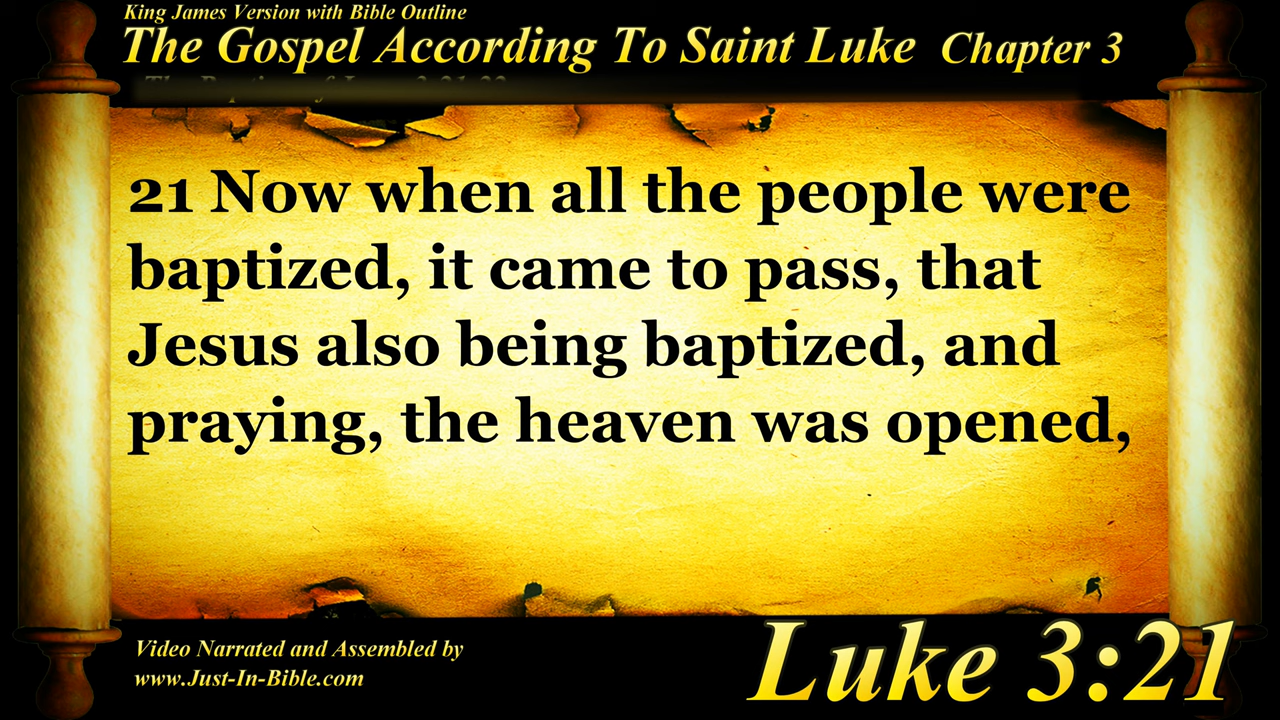 King James Version with Bible Outline
The Gospel According To Saint Luke Chapter 3
21 Now when all the people were
baptized, it came to pass, that
Jesus also being baptized, and
praying, the heaven was opened,
Video Narrated and Assembled by
www.Just-In-Bible.com
Luke 3:21